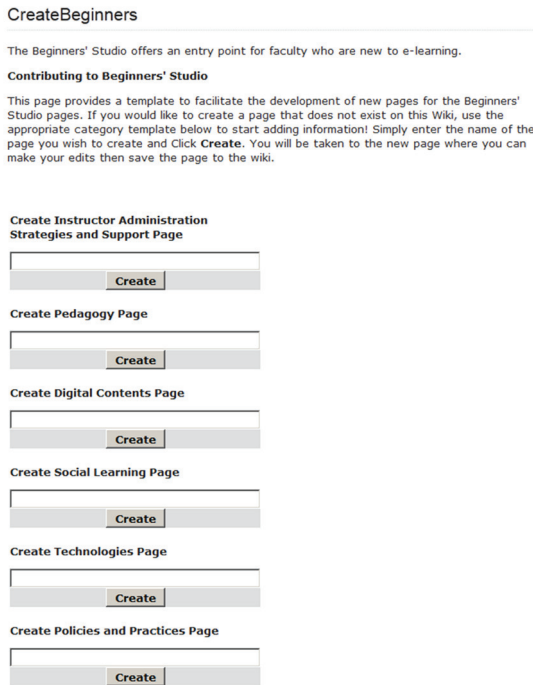 CreateBeginners
The Beginners' Studio offers an entry point for faculty who are new to e-learning.
Contributing to Beginners' Studio
This page provides a template to facilitate the development of new pages for the Beginners'
Studio pages. If you would like to create a page that does not exist on this Wiki, use the
appropriate category template below to start adding information! Simply enter the name of the
page you wish to create and Click Create. You will be taken to the new page where you can
make your edits then save the page to the wiki.
Create Instructor Administration
Strategies and Support Page
Create
Create Pedagogy Page
Create
Create Digital Contents Page
Create
Create Social Learning Page
Create
Create Technologies Page
Create
Create Policies and Practices Page
Create